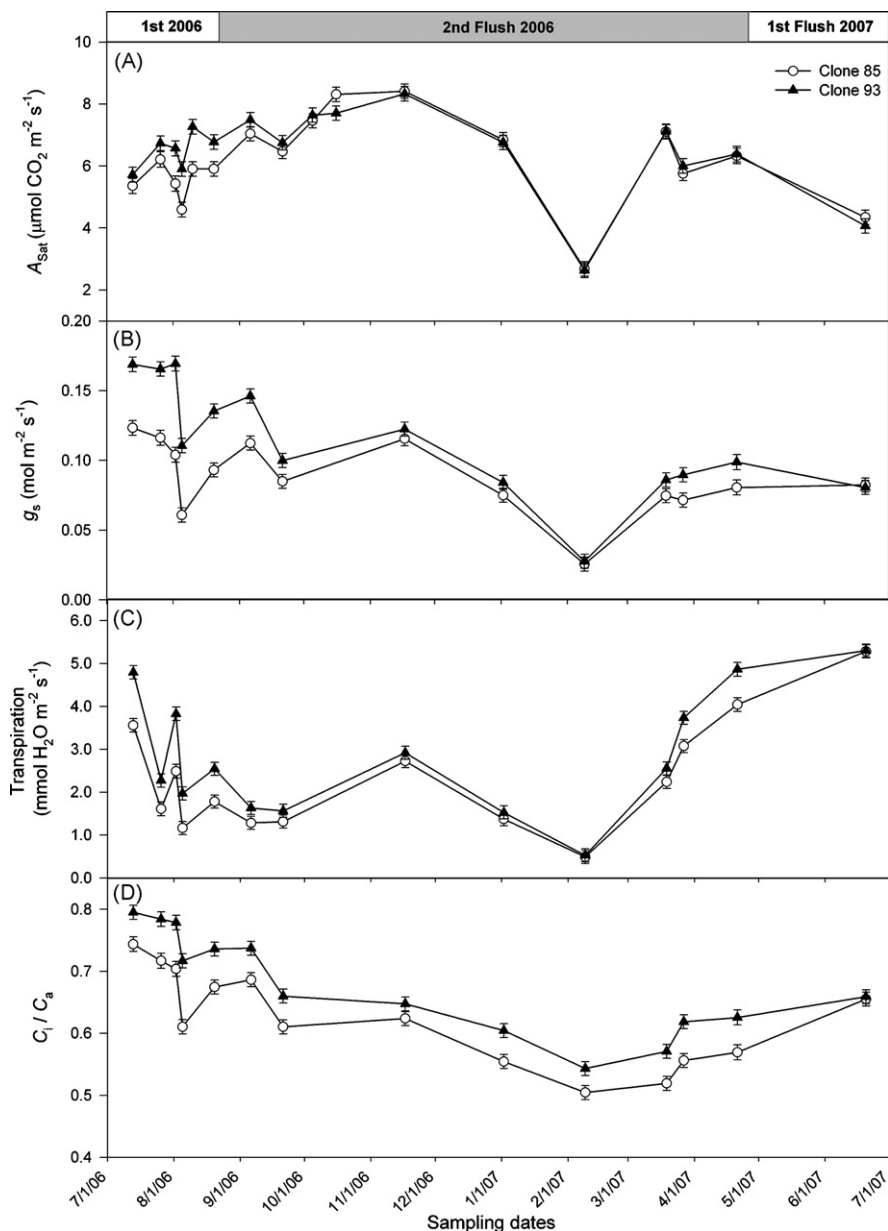 1st 2006 2nd Flush 2006 1st Flush 2007
(A)
Clone 85
Clone 93
10
8
6
4
2
A_Sat (μmol CO₂ m⁻² s⁻¹)
(B)
0.20
0.15
0.10
0.05
0.00
g_s (mol m⁻² s⁻¹)
(C)
6.0
5.0
4.0
3.0
2.0
1.0
0.0
Transpiration
(mmol H₂O m⁻² s⁻¹)
(D)
0.8
0.7
0.6
0.5
0.4
C_i / C_a
7/1/06 8/1/06 9/1/06 10/1/06 11/1/06 12/1/06 1/1/07 2/1/07 3/1/07 4/1/07 5/1/07 6/1/07 7/1/07
Sampling dates